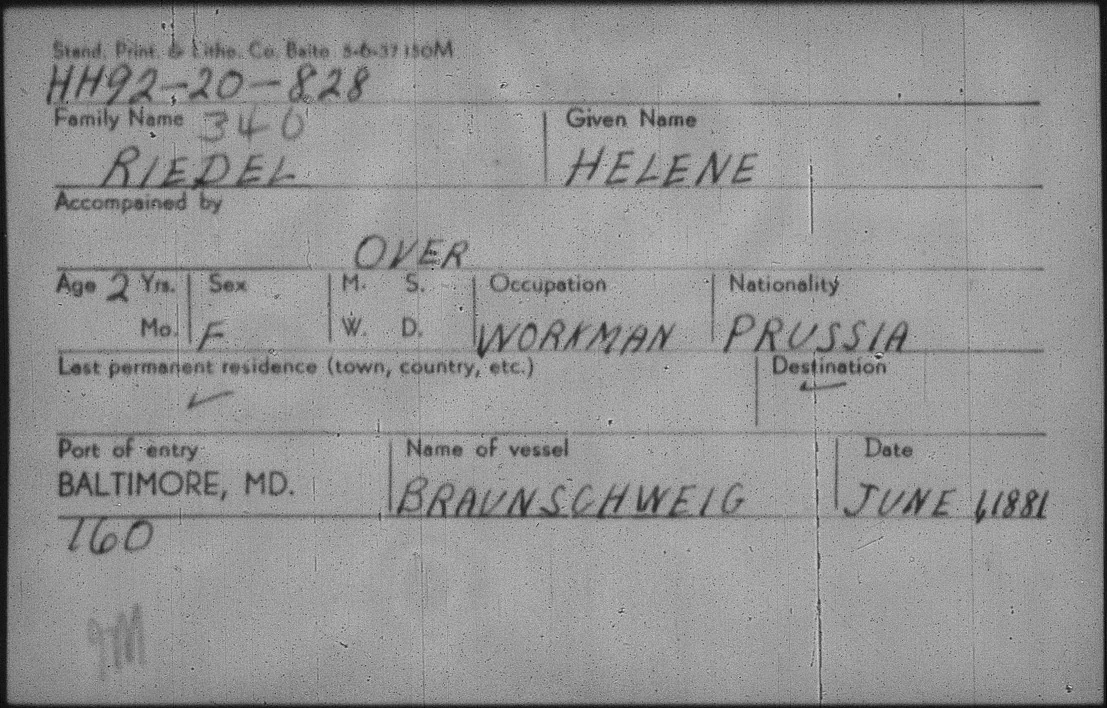 Stand. Print. & Litho. Co. Balto 5-6-37 150M
HH92-20-828
Family Name 340 Given Name
RIEDEL HELENE
Accompained by
OVER
Age 2 Yrs. Sex M. S. Occupation Nationality
Mo. F W. D. WORKMAN PRUSSIA
Last permanent residence (town, country, etc.) Destination
Port of entry Name of vessel Date
BALTIMORE, MD. BRAUNSCHWEIG JUNE 1881
160